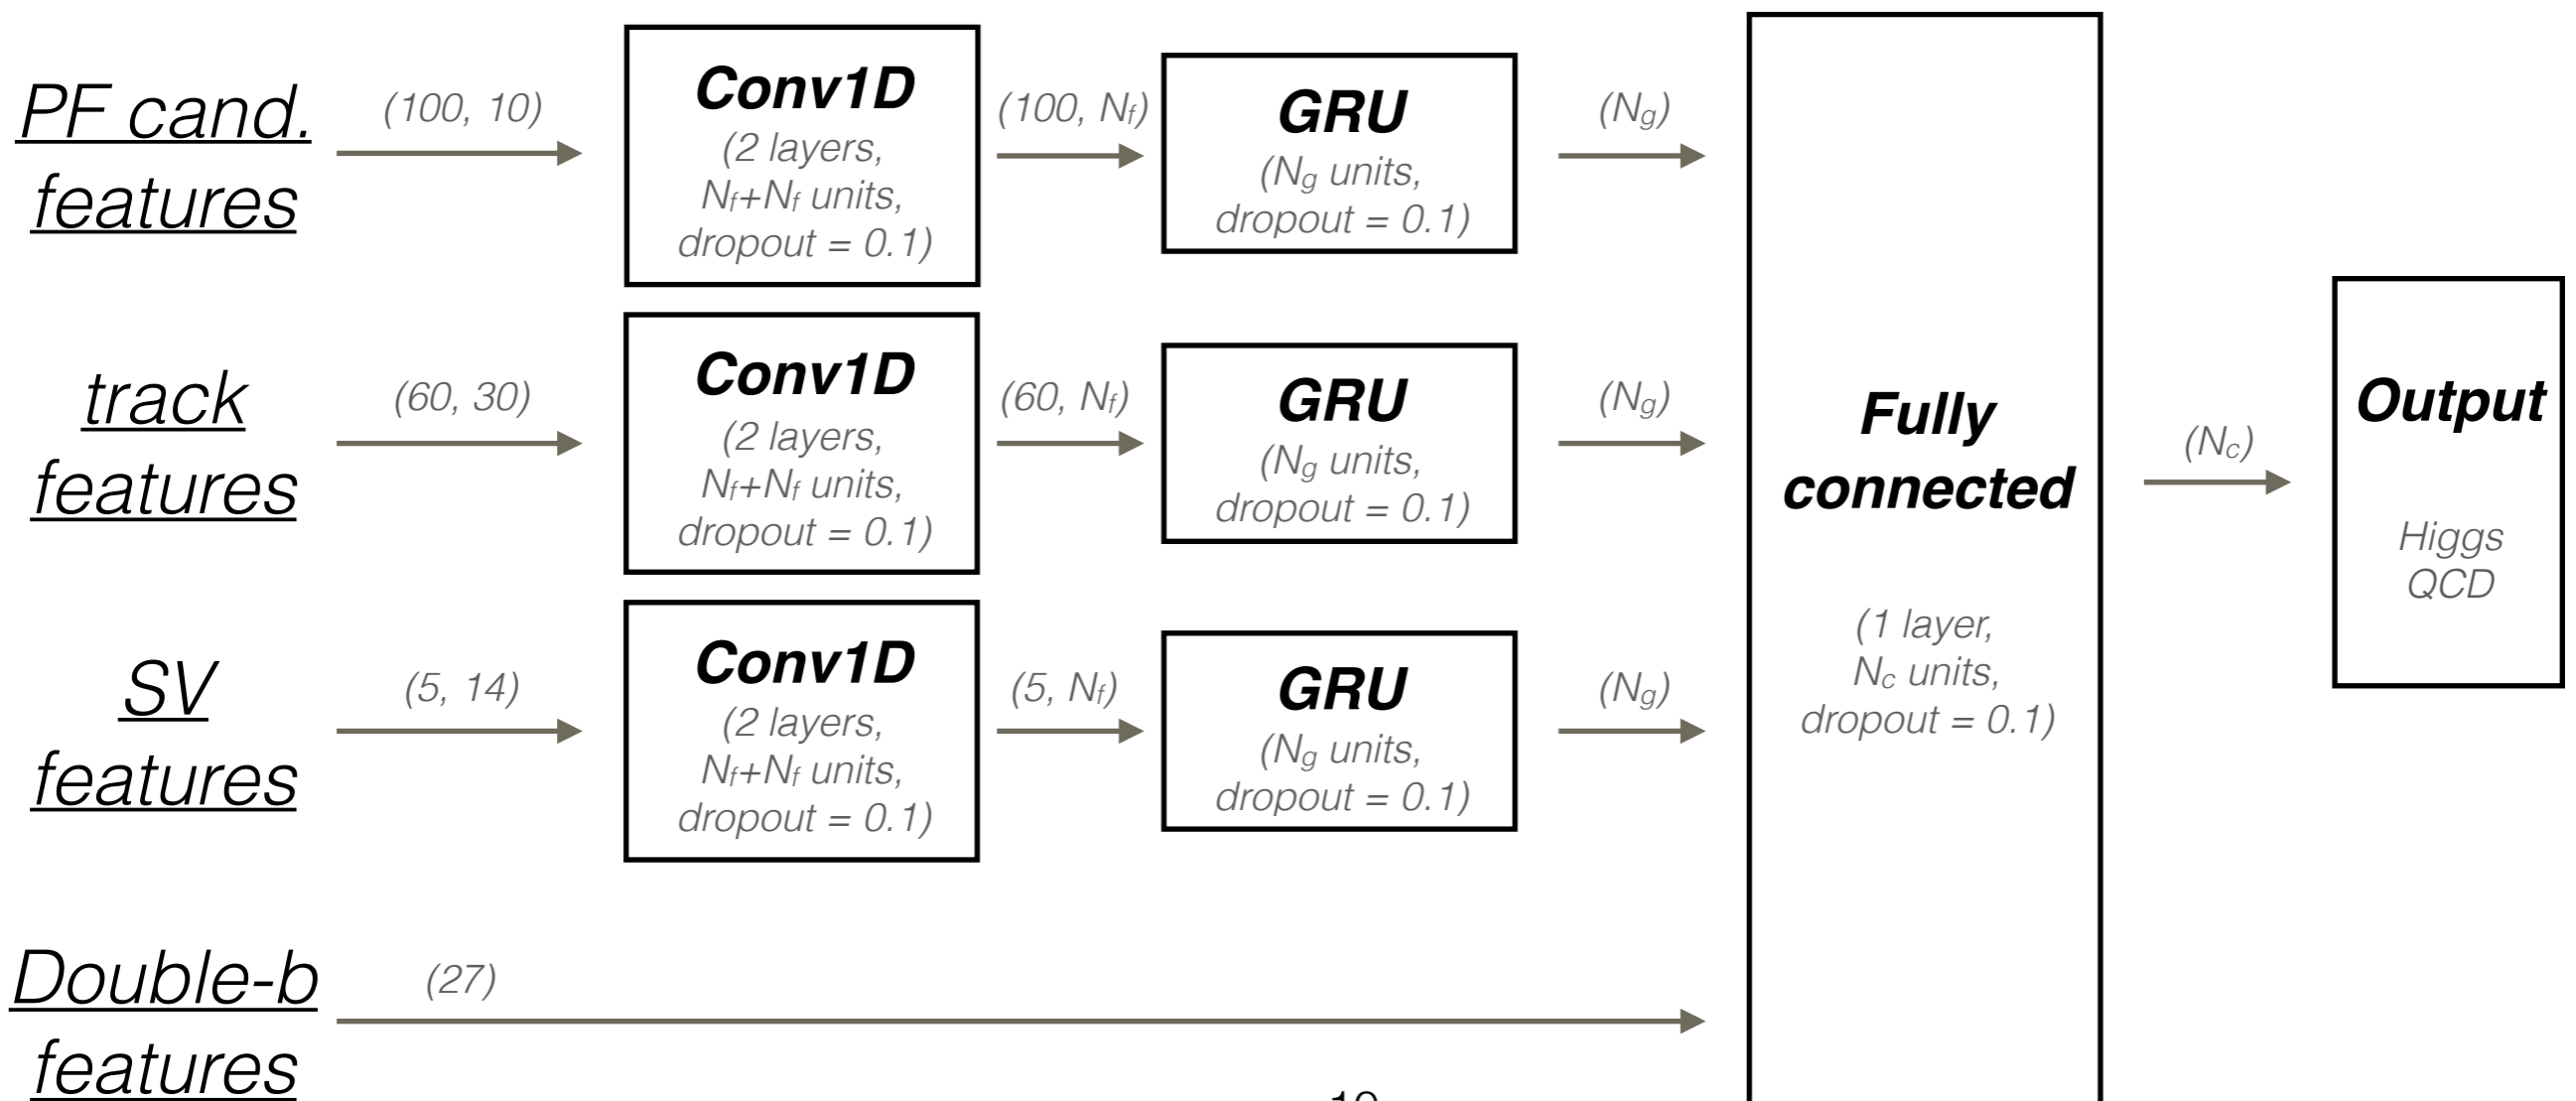 PF cand.
features
(100, 10)
Conv1D
(2 layers,
Nf+Nf units,
dropout = 0.1)
(100, Nf)
GRU
(Ng units,
dropout = 0.1)
(Ng)
track
features
(60, 30)
Conv1D
(2 layers,
Nf+Nf units,
dropout = 0.1)
(60, Nf)
GRU
(Ng units,
dropout = 0.1)
(Ng)
SV
features
(5, 14)
Conv1D
(2 layers,
Nf+Nf units,
dropout = 0.1)
(5, Nf)
GRU
(Ng units,
dropout = 0.1)
(Ng)
Double-b
features
(27)
Fully
connected
(1 layer,
Nc units,
dropout = 0.1)
(Nc)
Output
Higgs
QCD